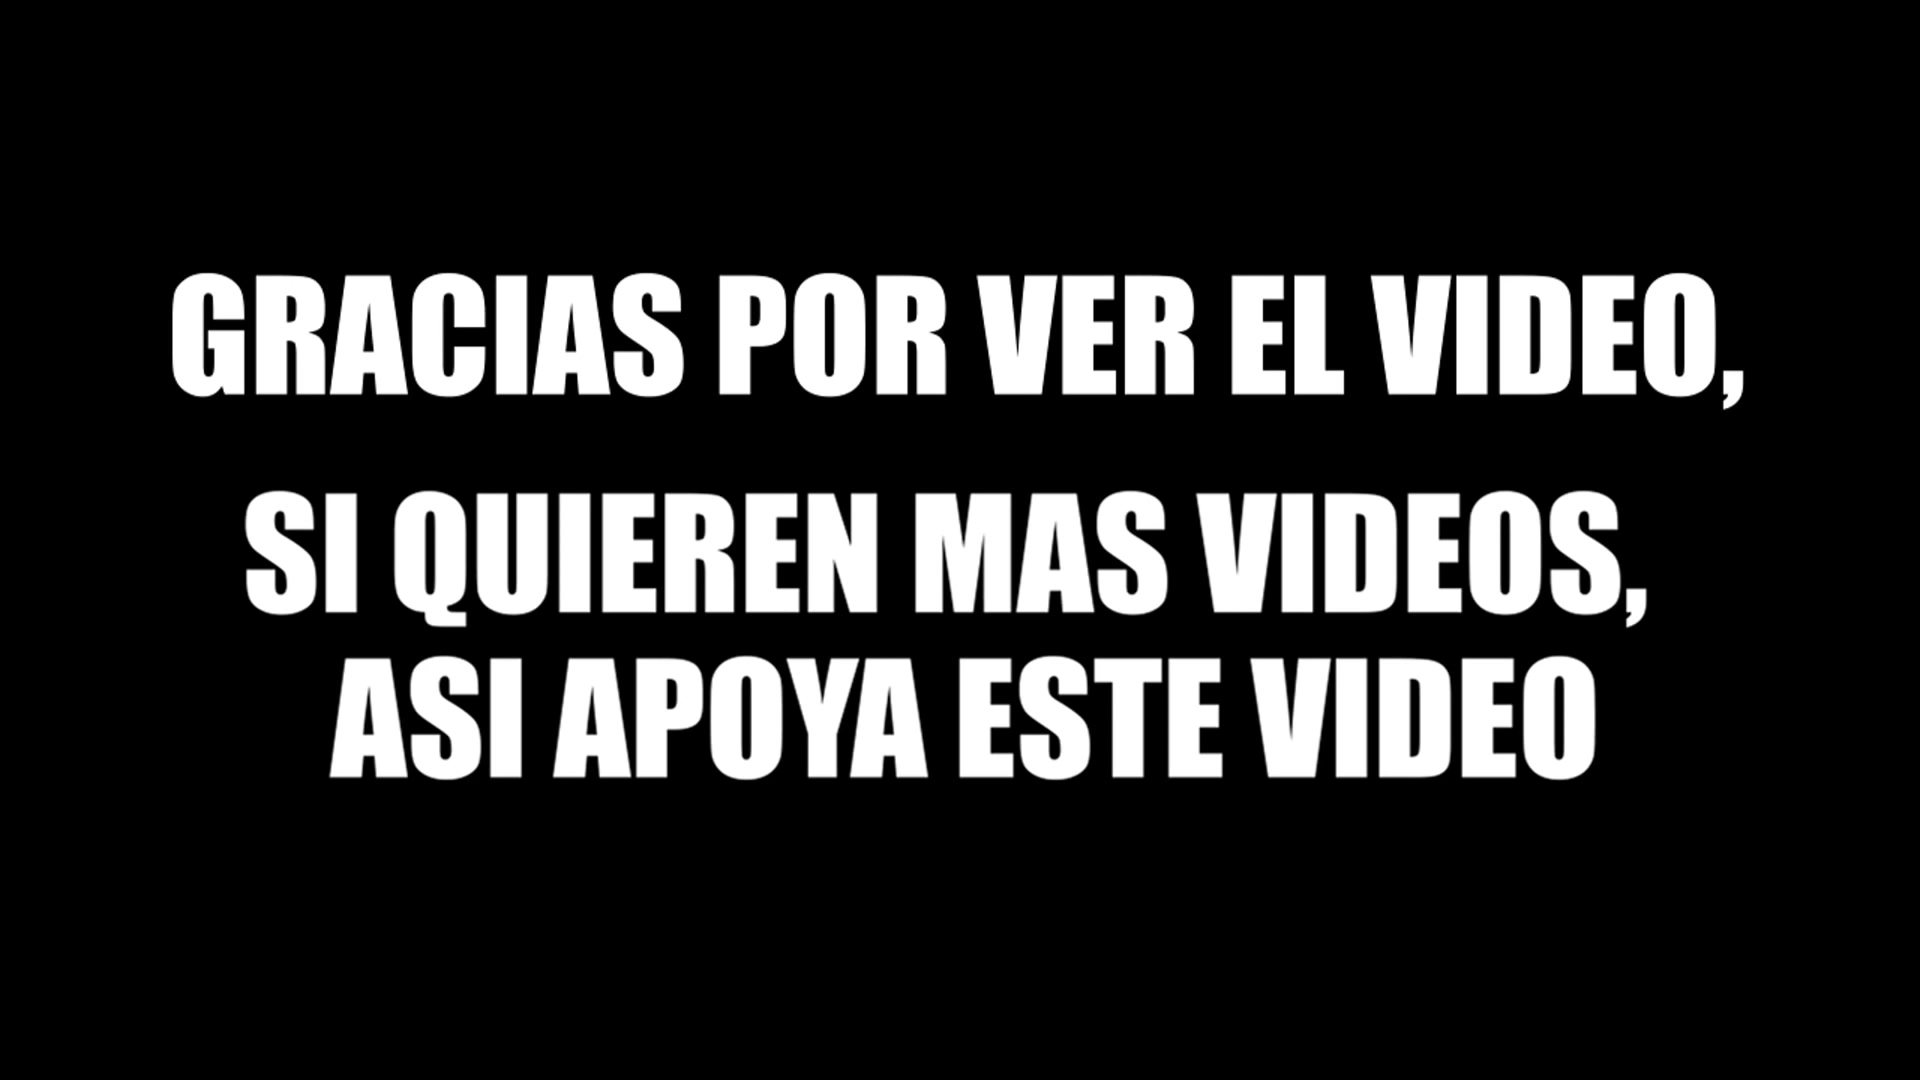 GRACIAS POR VER EL VIDEO,
SI QUIEREN MAS VIDEOS,
ASI APOYA ESTE VIDEO